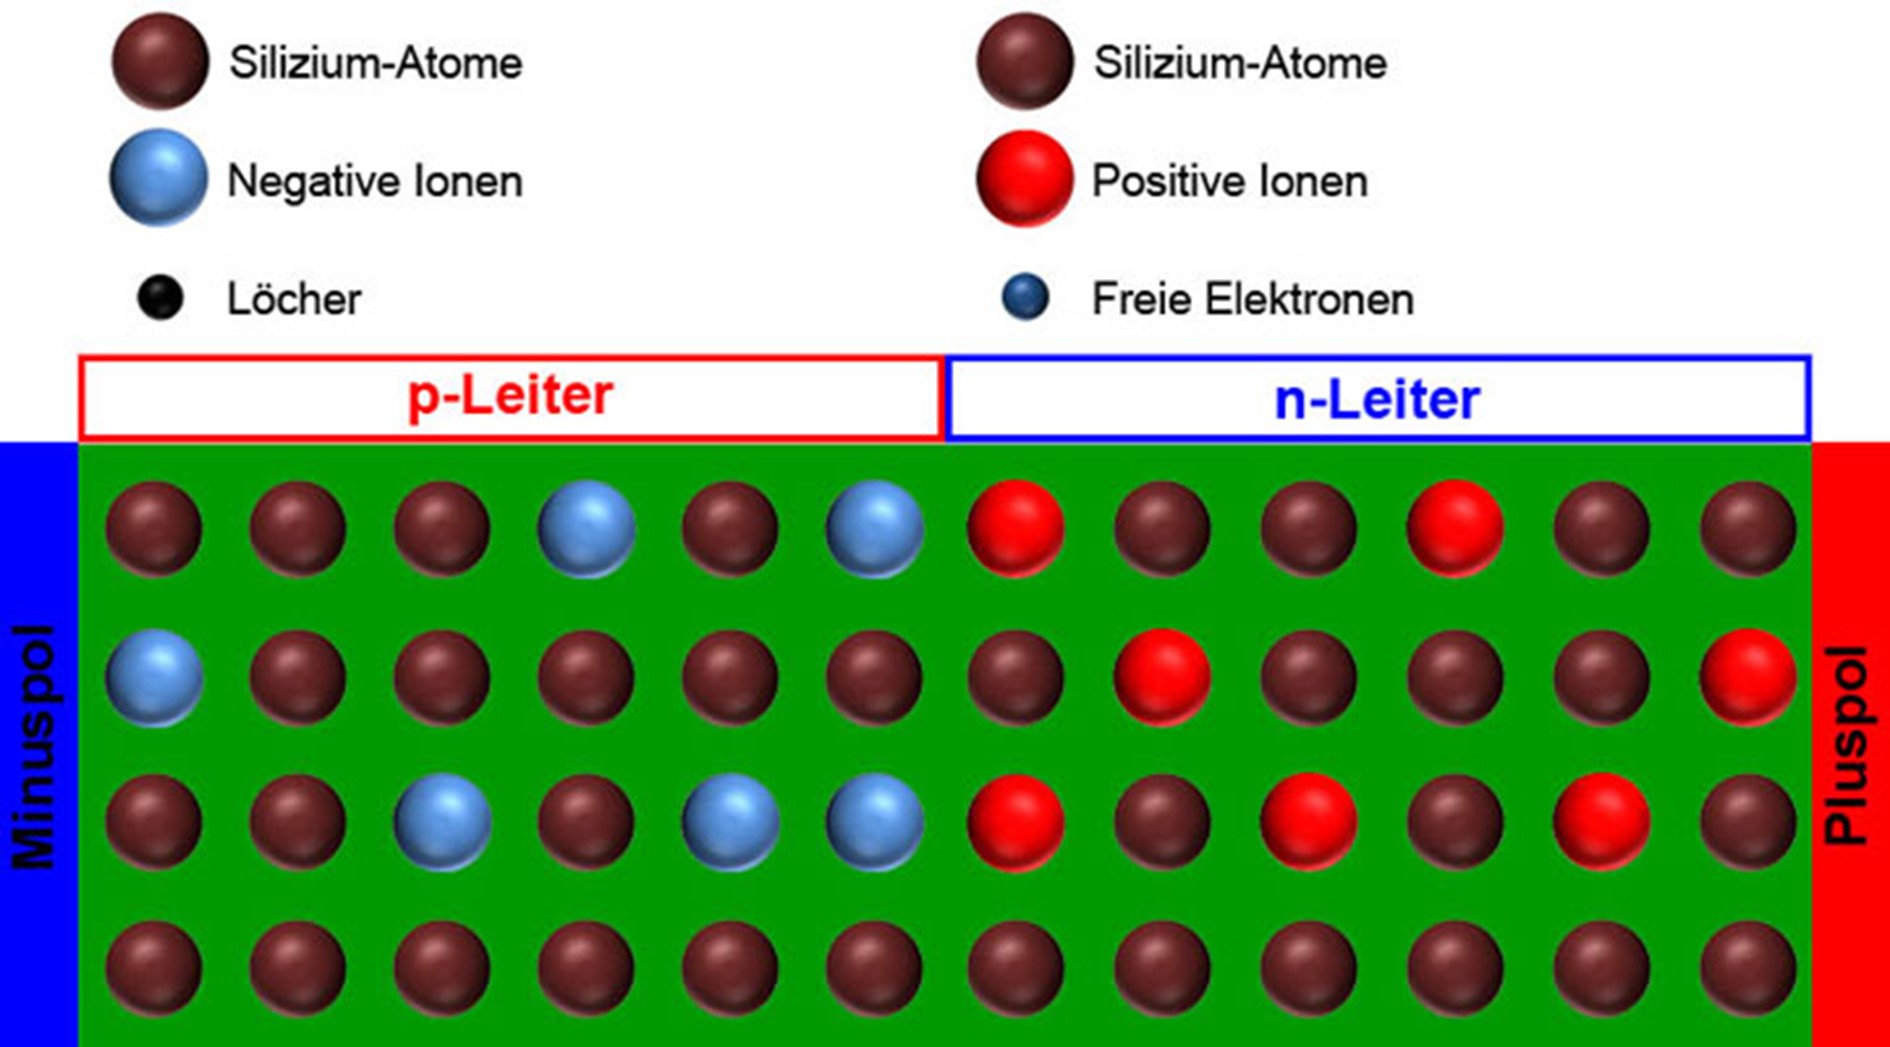 Silizium-Atome
Negative Ionen
Löcher
Silizium-Atome
Positive Ionen
Freie Elektronen
p-Leiter
n-Leiter
Minuspol
Pluspol